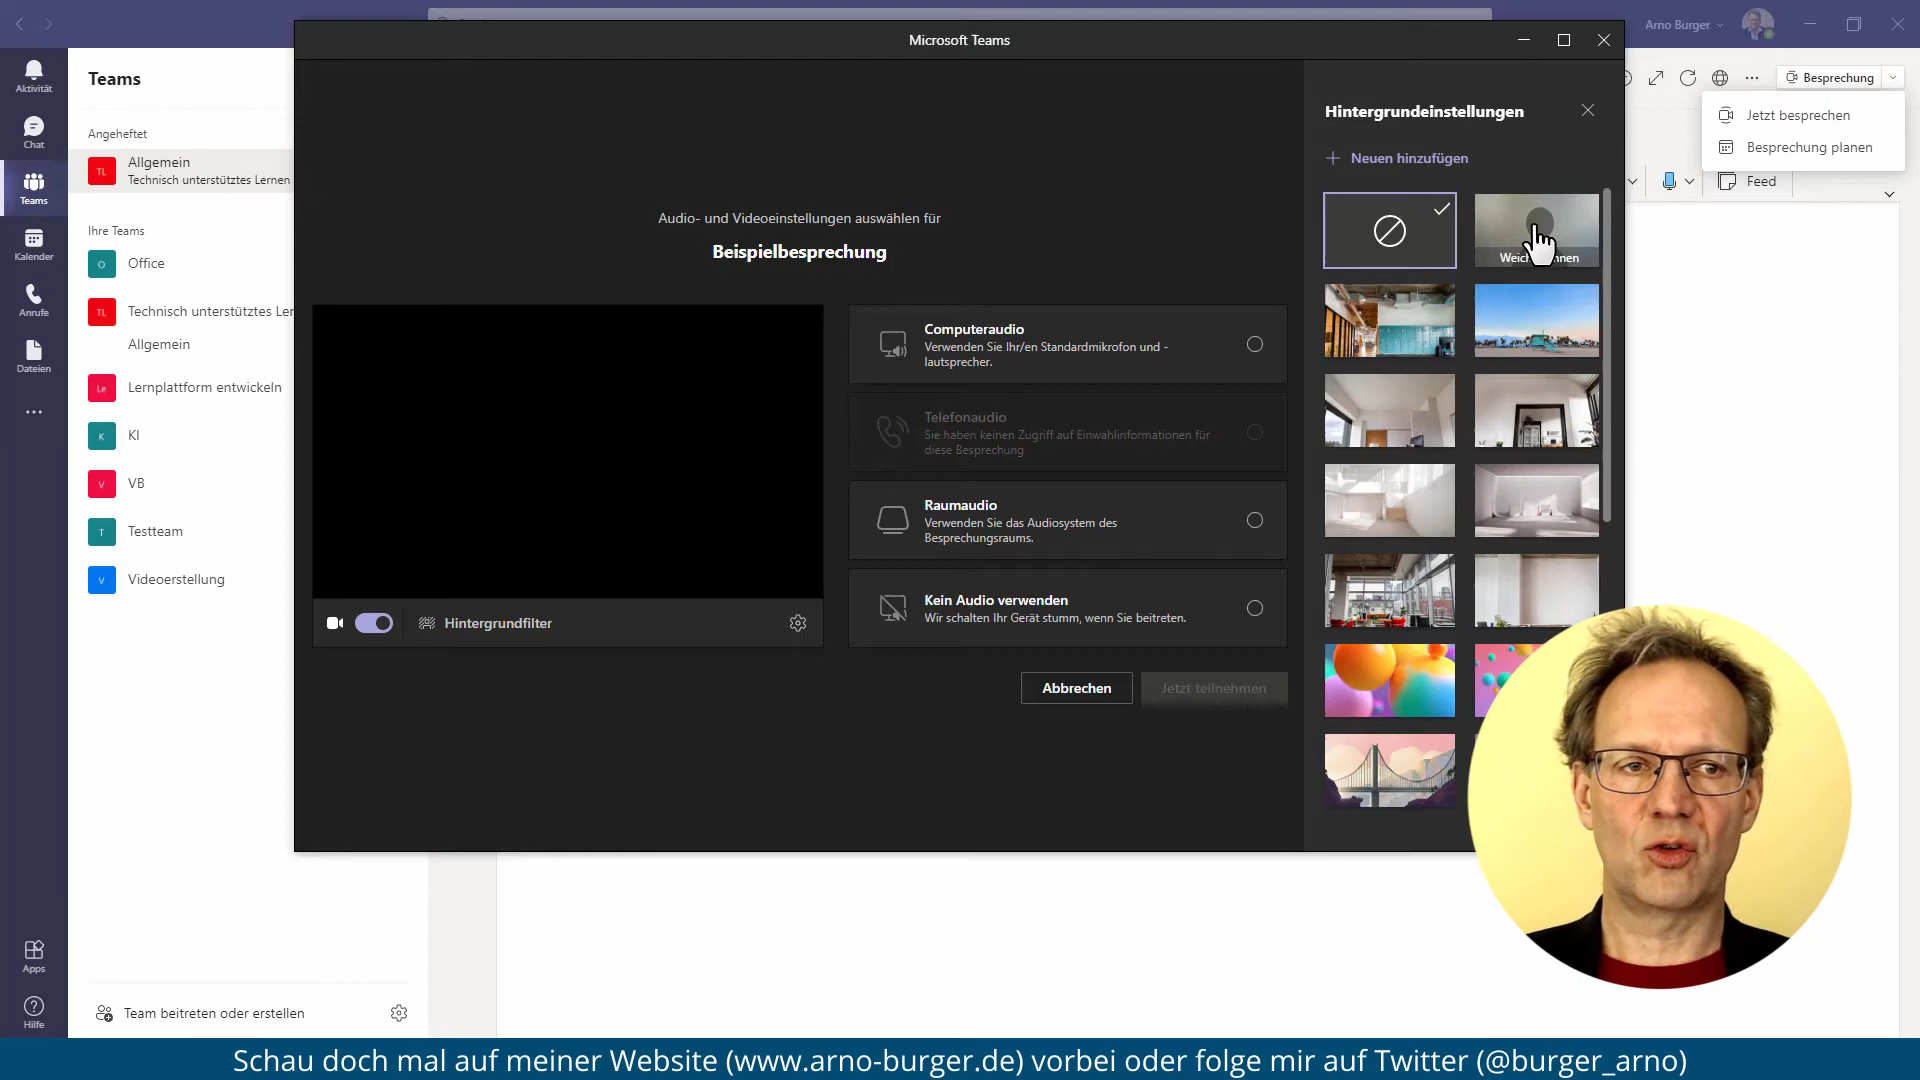 Microsoft Teams
Arno Burger
Aktivität
Chat
Teams
Kalender
Anrufe
Dateien
Apps
Hilfe
Teams
Angeheftet
TL
Allgemein
Technisch unterstütztes Lernen
Ihre Teams
O
Office
TL
Technisch unterstütztes Ler
Allgemein
Le
Lernplattform entwickeln
K
KI
V
VB
T
Testteam
V
Videoerstellung
Team beitreten oder erstellen
Audio- und Videoeinstellungen auswählen für
Beispielbesprechung
Hintergrundfilter
Computeraudio
Verwenden Sie Ihr/en Standardmikrofon und -
lautsprecher.
Telefonaudio
Sie haben keinen Zugriff auf Einwahlinformationen für
diese Besprechung
Raumaudio
Verwenden Sie das Audiosystem des
Besprechungsraums.
Kein Audio verwenden
Wir schalten Ihr Gerät stumm, wenn Sie beitreten.
Abbrechen
Jetzt teilnehmen
Hintergrundeinstellungen
Neuen hinzufügen
Besprechung
Jetzt besprechen
Besprechung planen
Feed
Schau doch mal auf meiner Website (www.arno-burger.de) vorbei oder folge mir auf Twitter (@burger_arno)